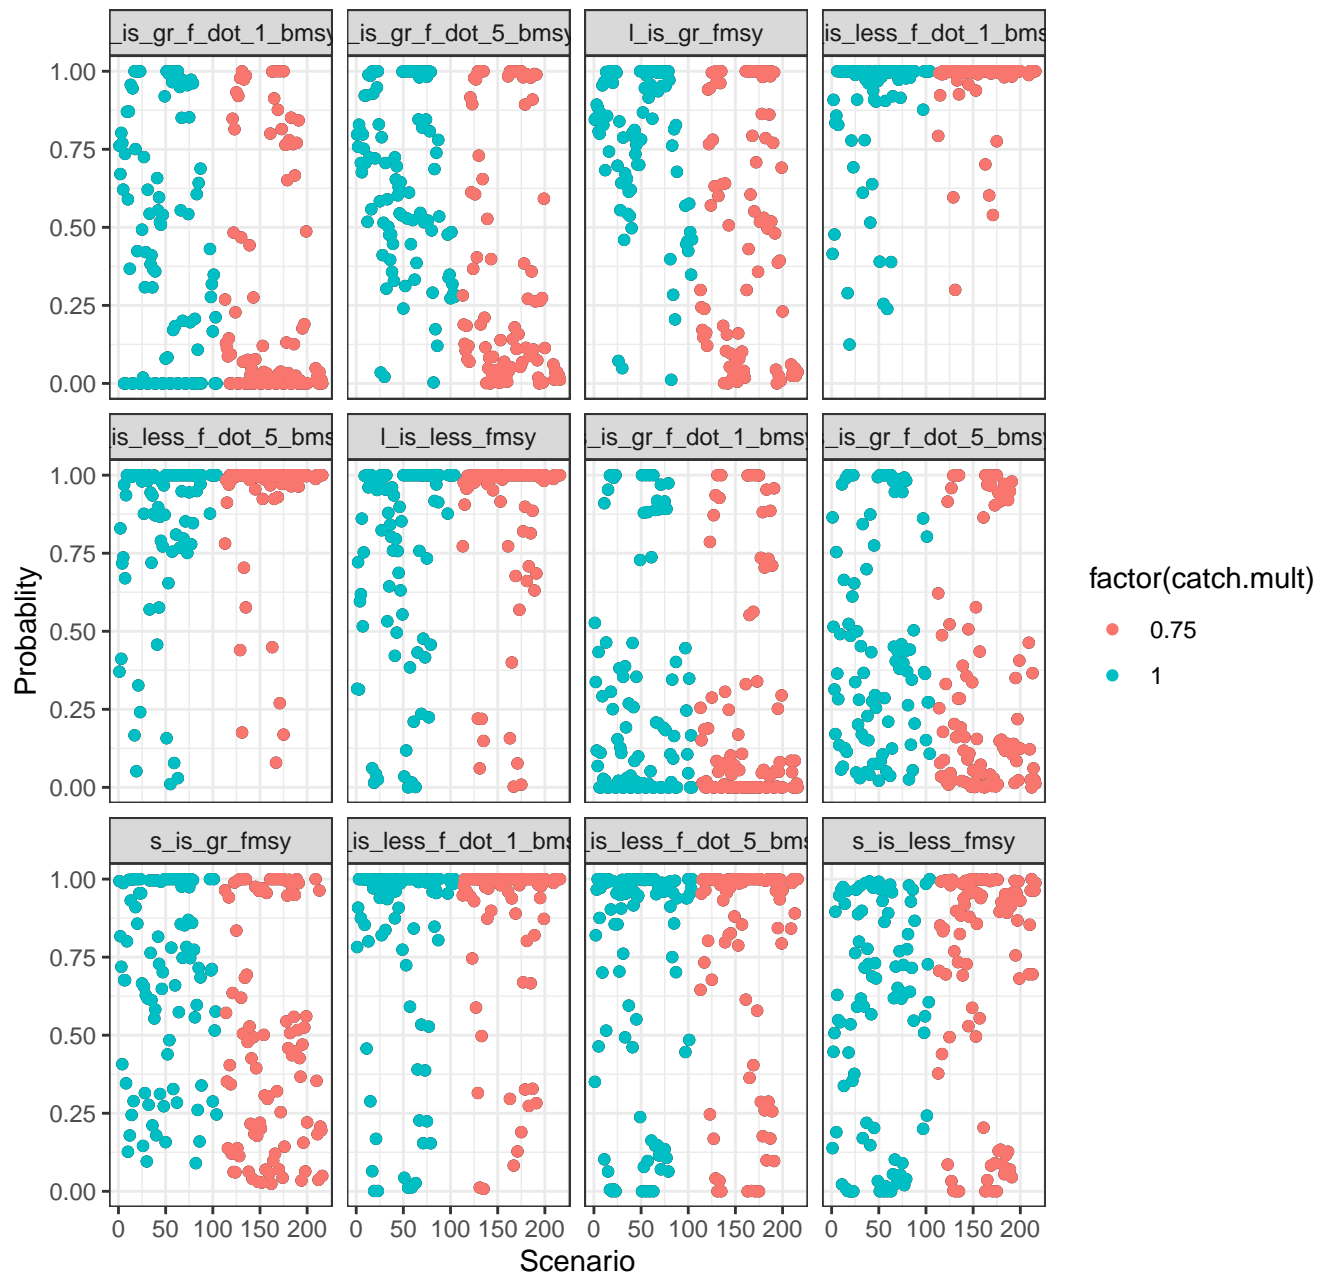 _is_gr_f_dot_1_bmsy
_is_gr_f_dot_5_bmsy
l_is_gr_fmsy
is_less_f_dot_1_bms
1.00
0.75
0.50
0.25
0.00
is_less_f_dot_5_bms
l_is_less_fmsy
_is_gr_f_dot_1_bmsy
_is_gr_f_dot_5_bmsy
1.00
0.75
0.50
0.25
0.00
s_is_gr_fmsy
_is_less_f_dot_1_bms
_is_less_f_dot_5_bms
s_is_less_fmsy
1.00
0.75
0.50
0.25
0.00
0 50 100 150 200
0 50 100 150 200
0 50 100 150 200
0 50 100 150 200
Scenario
Probablity
factor(catch.mult)
0.75
1